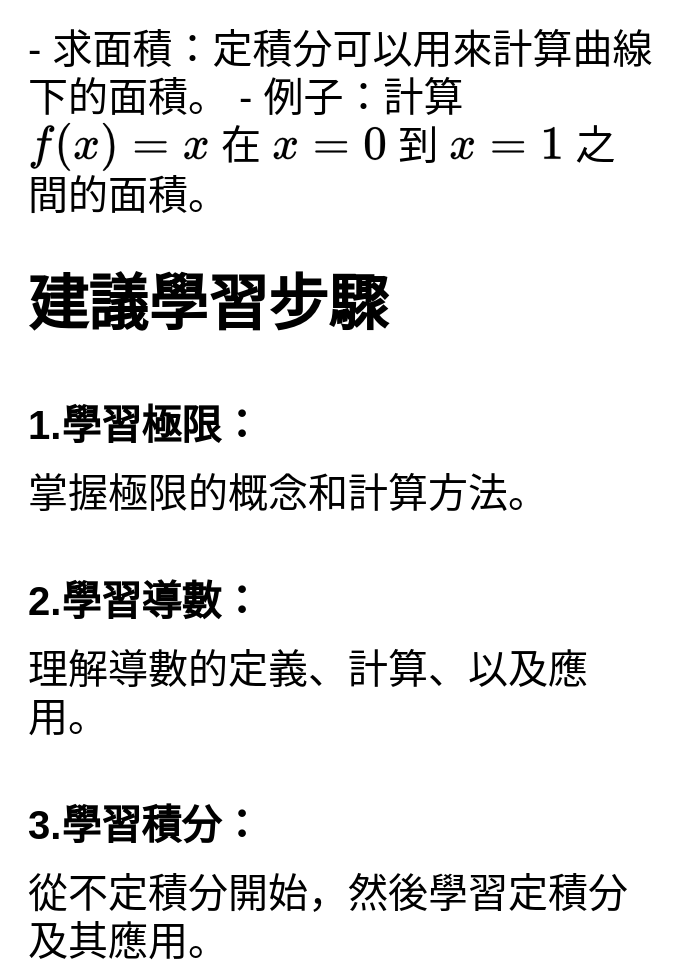 - 求面積：定積分可以用來計算曲線
下的面積。 - 例子：計算
f(x) = x 在 x = 0 到 x = 1 之
間的面積。
建議學習步驟
1.學習極限：
掌握極限的概念和計算方法。
2.學習導數：
理解導數的定義、計算、以及應
用。
3.學習積分：
從不定積分開始，然後學習定積分
及其應用。